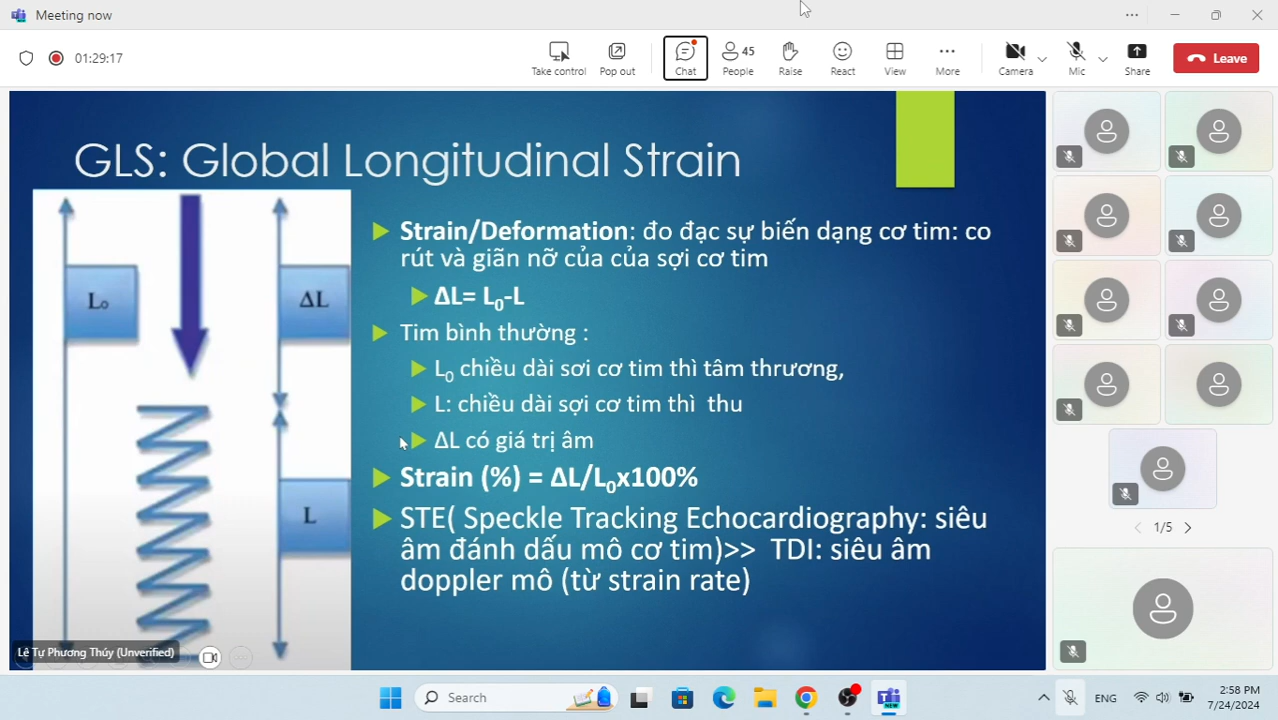 Meeting now
01:29:17
Take control
Pop out
Chat
45
People
Raise
React
View
More
Camera
Mic
Share
Leave
GLS: Global Longitudinal Strain
L₀
ΔL
L
Strain/Deformation: đo đạc sự biến dạng cơ tim: co
rút và giãn nỡ của của sợi cơ tim
ΔL= L₀-L
Tim bình thường :
L₀ chiều dài sơi cơ tim thì tâm thrương,
L: chiều dài sợi cơ tim thì thu
ΔL có giá trị âm
Strain (%) = ΔL/L₀x100%
STE( Speckle Tracking Echocardiography: siêu
âm đánh dấu mô cơ tim)>> TDI: siêu âm
doppler mô (từ strain rate)
Lê Tự Phương Thúy (Unverified)
1/5
Search
NEW
ENG
2:58 PM
7/24/2024